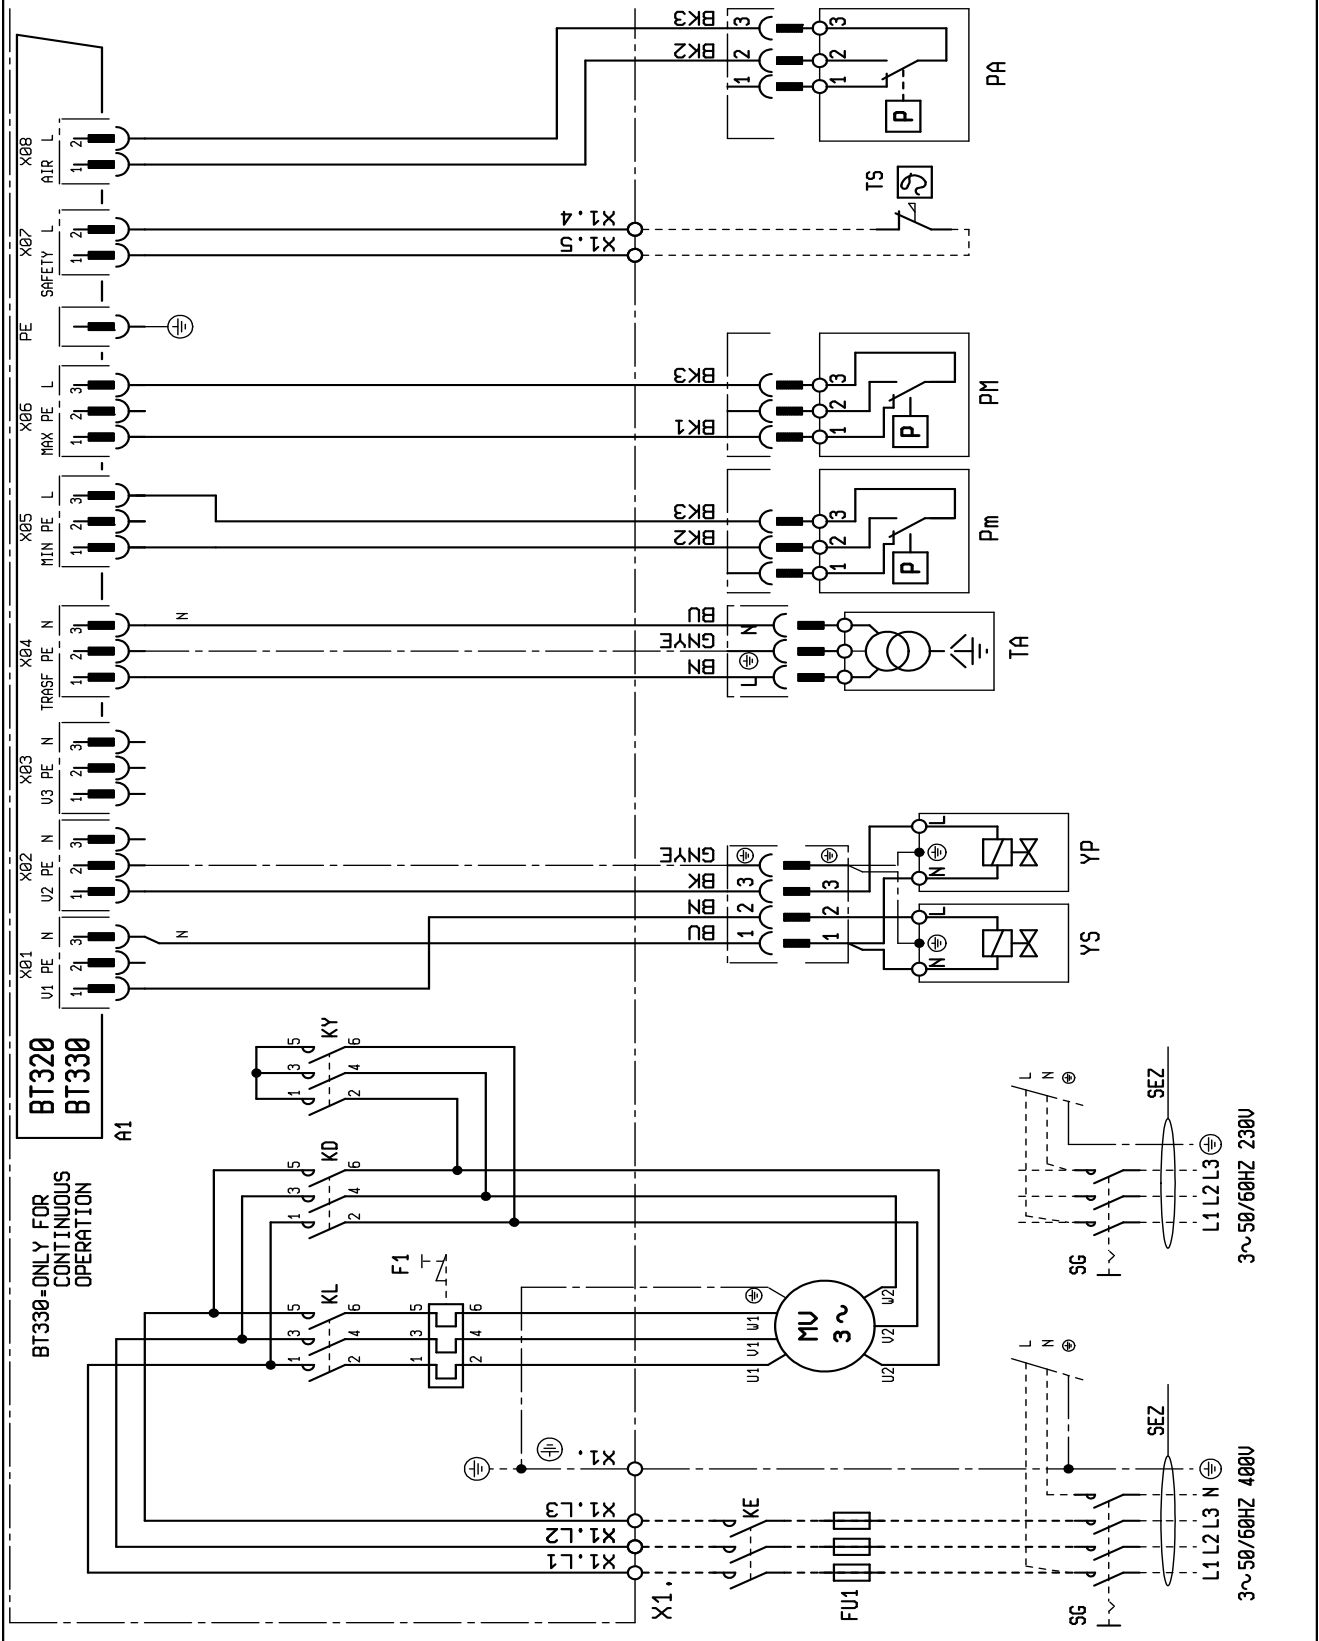 BT330=ONLY FOR
CONTINUOUS
OPERATION
BT320
BT330
A1
X01
V1 PE N
1 2 3
X02
V2 PE N
1 2 3
X03
V3 PE N
1 2 3
X04
TRASF PE N
1 2 3
X05
MIN PE L
1 2 3
X06
MAX PE L
1 2 3
PE
X07
SAFETY L
1 2
X08
AIR L
1 2
N
N
KL
1 3 5
2 4 6
KD
1 3 5
2 4 6
KY
1 3 5
2 4 6
F1
1 3 5
2 4 6
U1 V1 W1
MV
3~
U2 V2 W2
X1.L1
X1.L2
X1.L3
X1.
X1.
X1.5
X1.4
KE
FU1
BU
BN
BK
GNYE
1 2 3
1 2 3
BN
GNYE
BU
L N
BK2
BK3
BK1
BK3
BK2
BK3
1 2 3
N L
YS
N L
YP
TA
1 2 3
P
Pm
1 2 3
P
PM
TS
1 2 3
P
PA
L
N
SG
SEZ
L1 L2 L3 N
3~50/60HZ 400V
L
N
SG
SEZ
L1 L2 L3
3~50/60HZ 230V